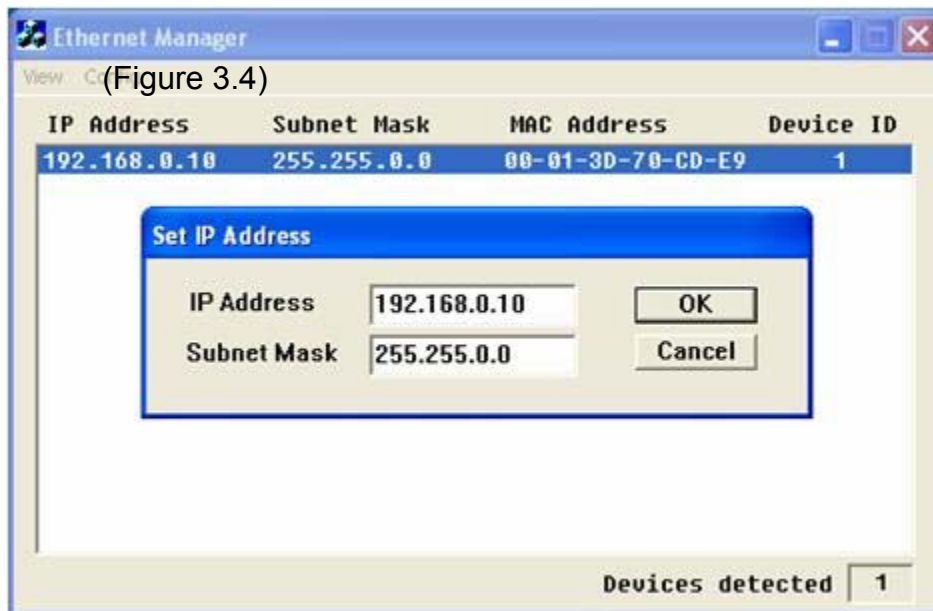 Ethernet Manager
View
(Figure 3.4)
IP Address Subnet Mask MAC Address Device ID
192.168.0.10 255.255.0.0 00-01-3D-70-CD-E9 1
Set IP Address
IP Address 192.168.0.10 OK
Subnet Mask 255.255.0.0 Cancel
Devices detected 1